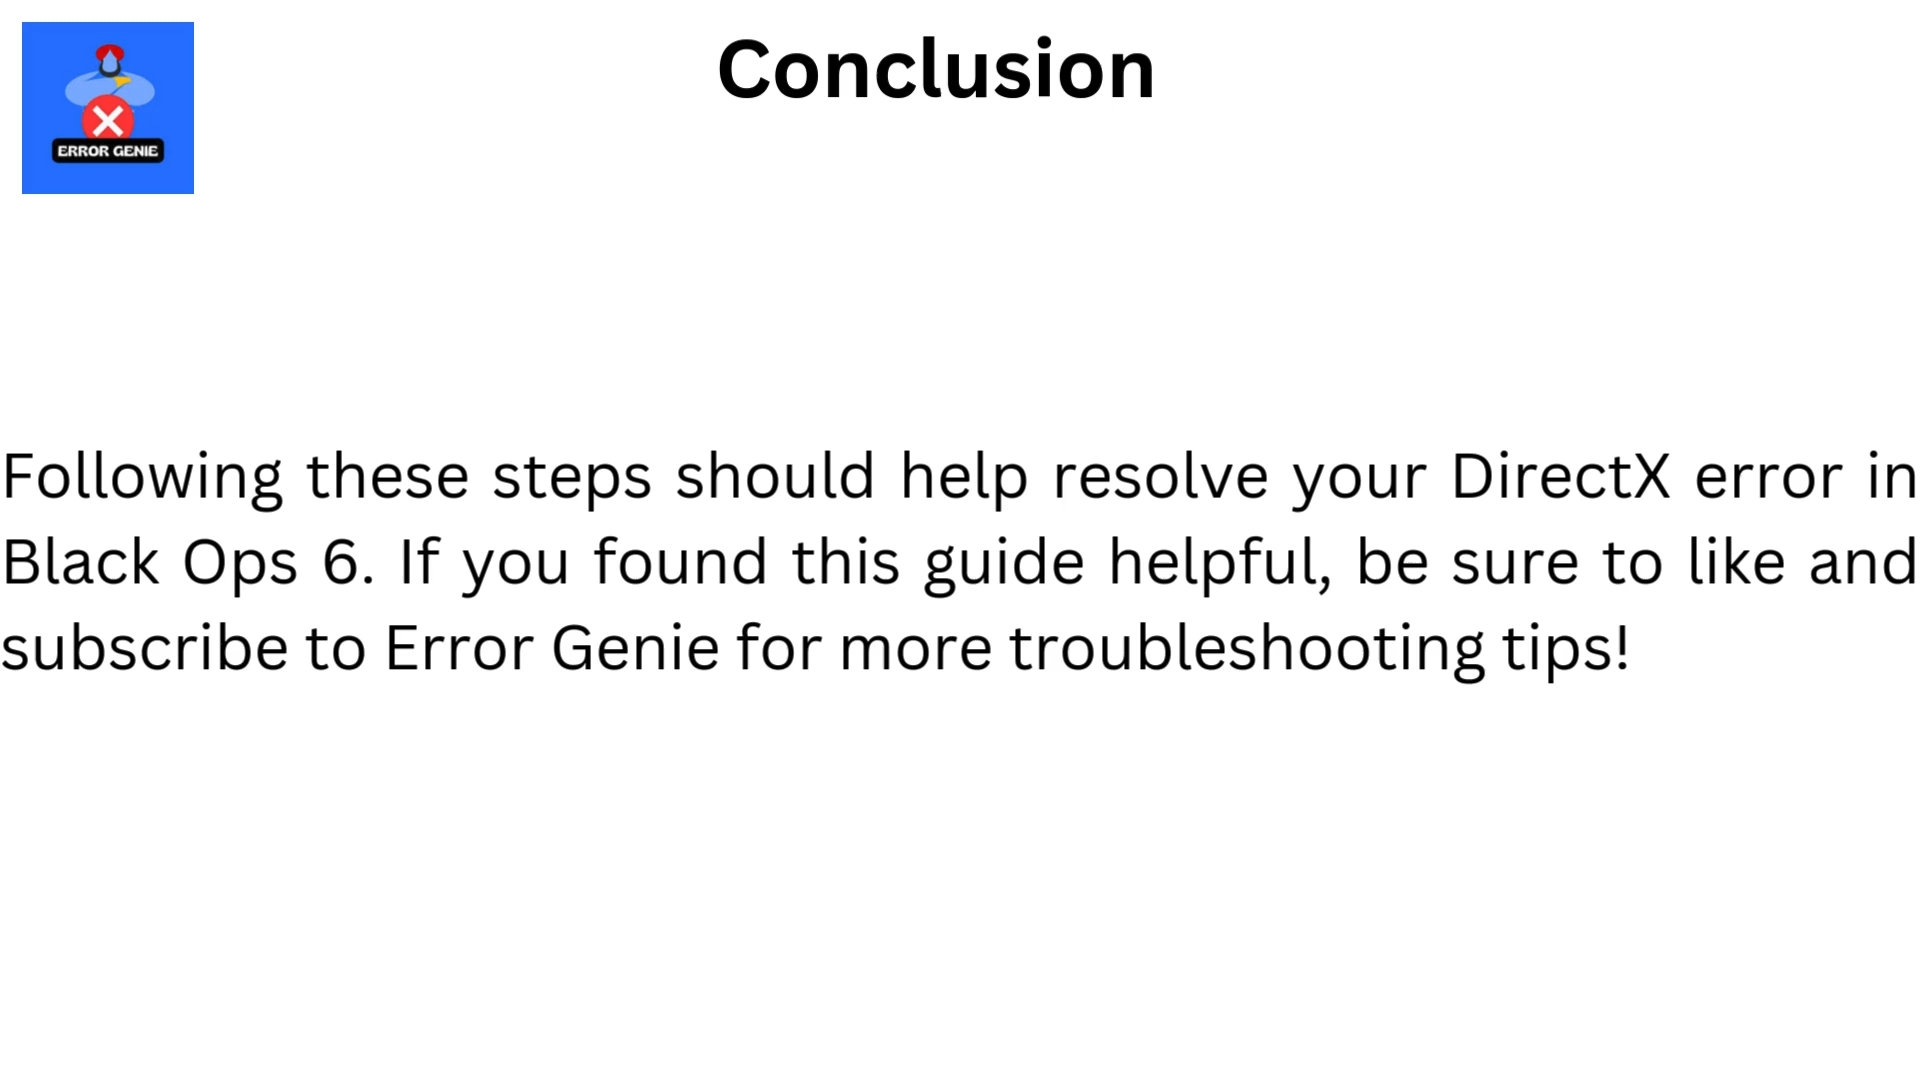 ERROR GENIE
Conclusion
Following these steps should help resolve your DirectX error in
Black Ops 6. If you found this guide helpful, be sure to like and
subscribe to Error Genie for more troubleshooting tips!